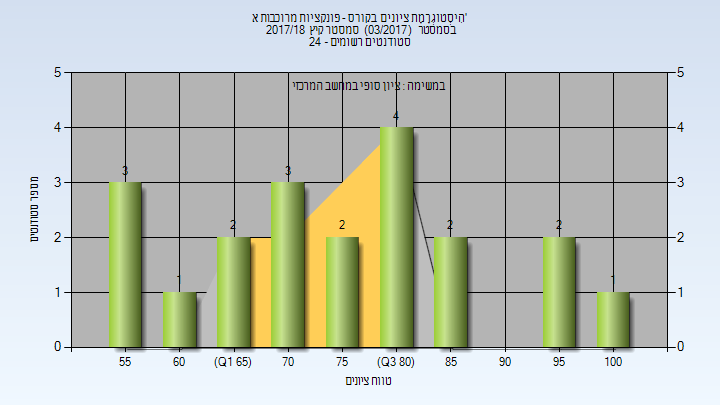 הִיסְטוֹגְרַמַת ציונים בקורס - פונקציות מרוכבות א'
בסמסטר (03/2017) סמסטר קיץ 2017/18
סטודנטים רשומים - 24
במשימה : ציון סופי במחשב המרכזי
5 5
4 4 4
3 3 3 3
2 2 2 2 2 2
1 1 1 1
0 0
55 60 (Q1 65) 70 75 (Q3 80) 85 90 95 100
מספר סטודנטים
טווח ציונים